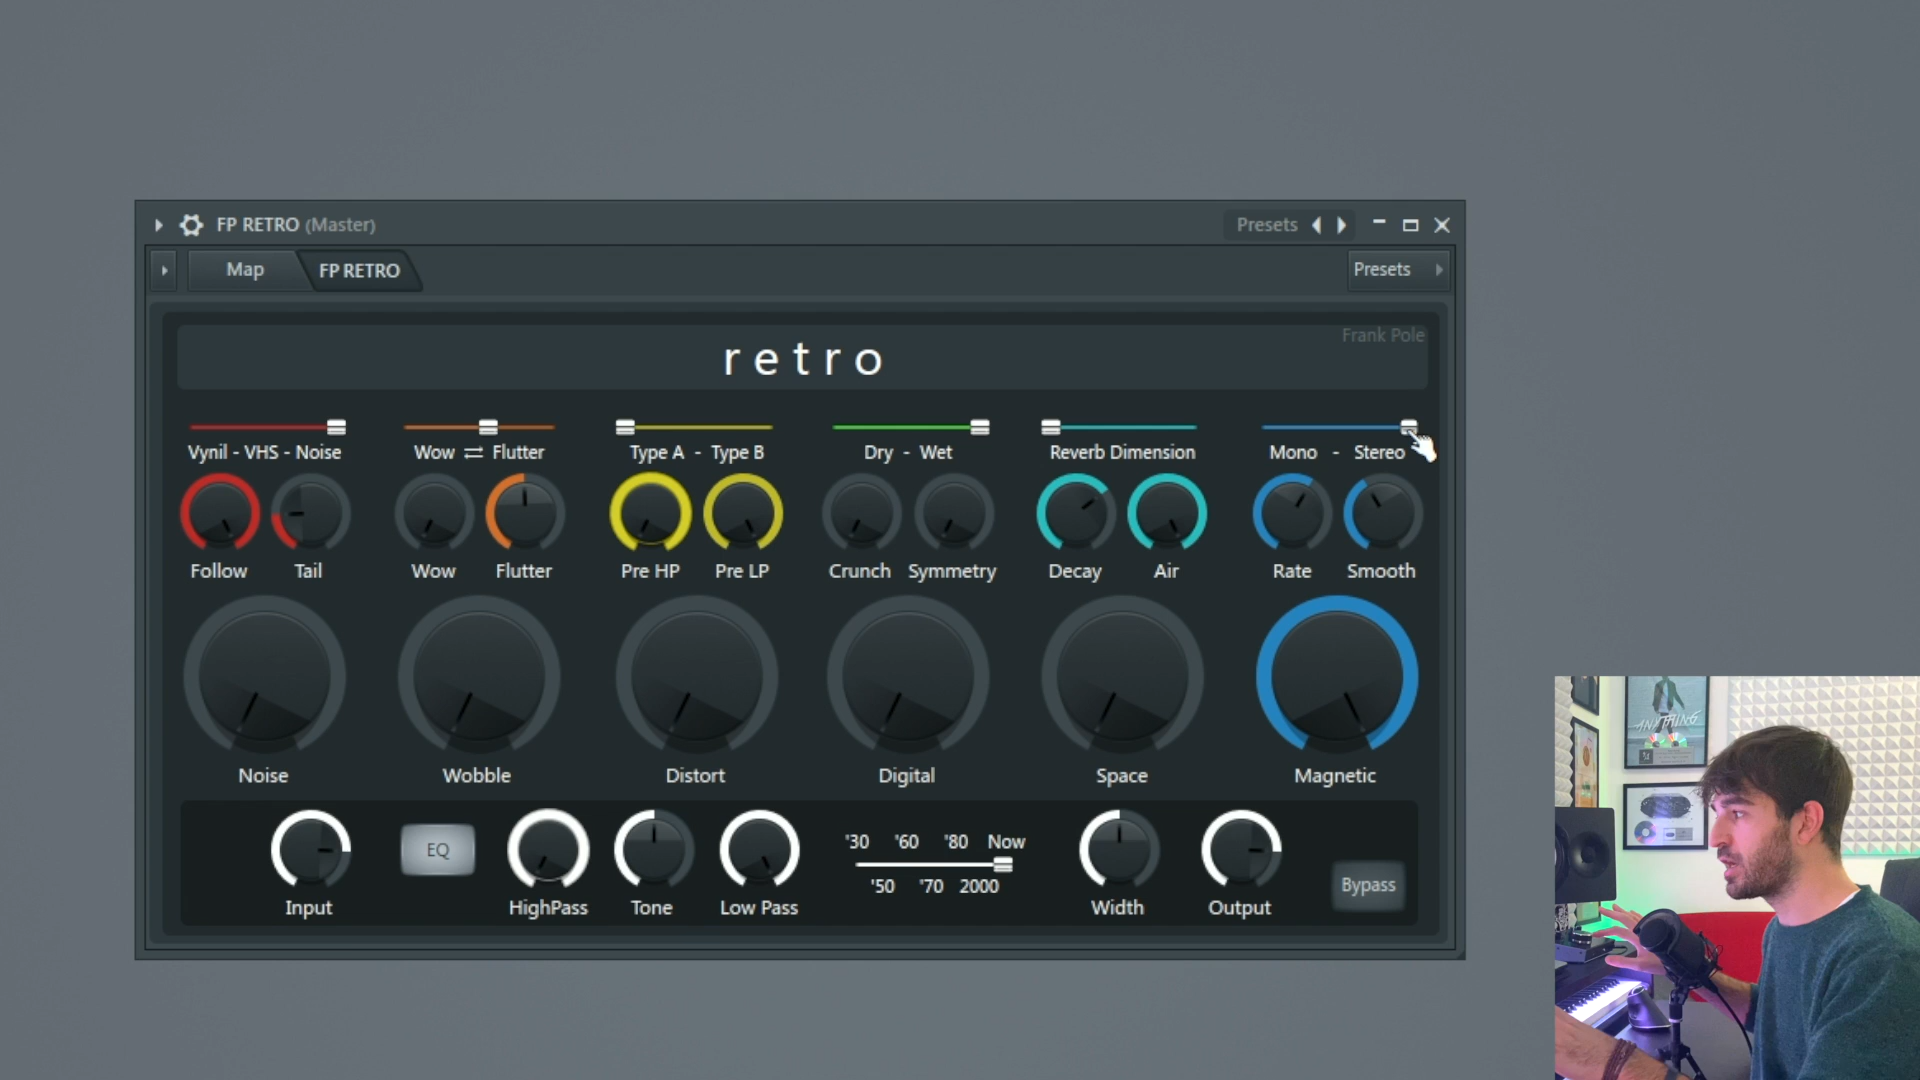 FP RETRO (Master)
Presets
Map
FP RETRO
Presets
Frank Pole
retro
Vynil - VHS - Noise
Wow ⇌ Flutter
Type A - Type B
Dry - Wet
Reverb Dimension
Mono - Stereo
Follow
Tail
Wow
Flutter
Pre HP
Pre LP
Crunch
Symmetry
Decay
Air
Rate
Smooth
Noise
Wobble
Distort
Digital
Space
Magnetic
Input
EQ
HighPass
Tone
Low Pass
'30 '60 '80 Now
'50 '70 2000
Width
Output
Bypass
ANYTHING